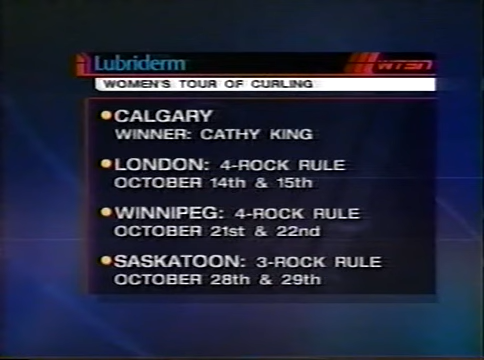 Lubriderm
WTSN
WOMEN'S TOUR OF CURLING
CALGARY
WINNER: CATHY KING
LONDON: 4-ROCK RULE
OCTOBER 14th & 15th
WINNIPEG: 4-ROCK RULE
OCTOBER 21st & 22nd
SASKATOON: 3-ROCK RULE
OCTOBER 28th & 29th